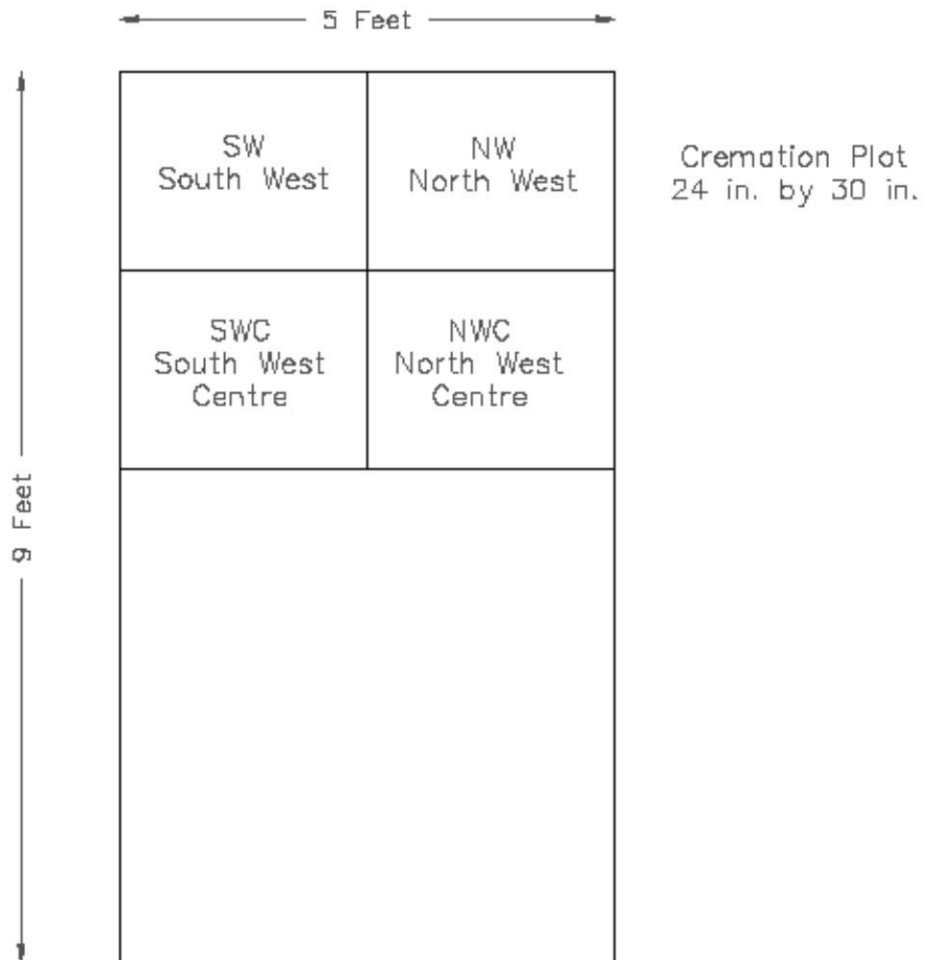 5 Feet
SW
South West
NW
North West
Cremation Plot
24 in. by 30 in.
SWC
South West
Centre
NWC
North West
Centre
9 Feet